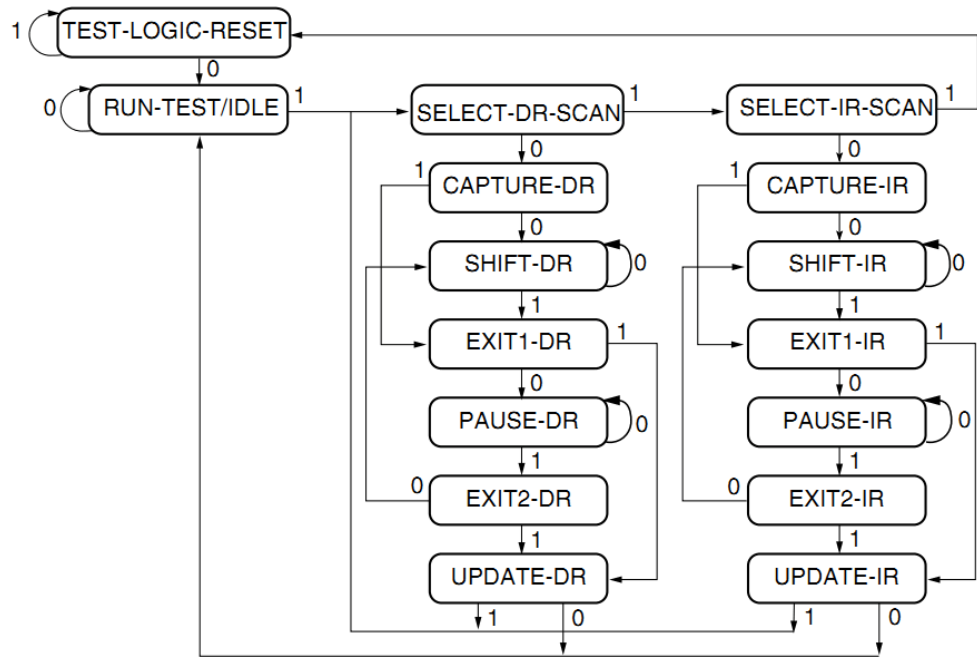 1 TEST-LOGIC-RESET
0
0 RUN-TEST/IDLE 1
SELECT-DR-SCAN 1
SELECT-IR-SCAN 1
0
0
1 CAPTURE-DR
1 CAPTURE-IR
0
0
SHIFT-DR 0
SHIFT-IR 0
1
1
EXIT1-DR 1
EXIT1-IR 1
0
0
PAUSE-DR 0
PAUSE-IR 0
1
1
0 EXIT2-DR
0 EXIT2-IR
1
1
UPDATE-DR
UPDATE-IR
1 0
1 0